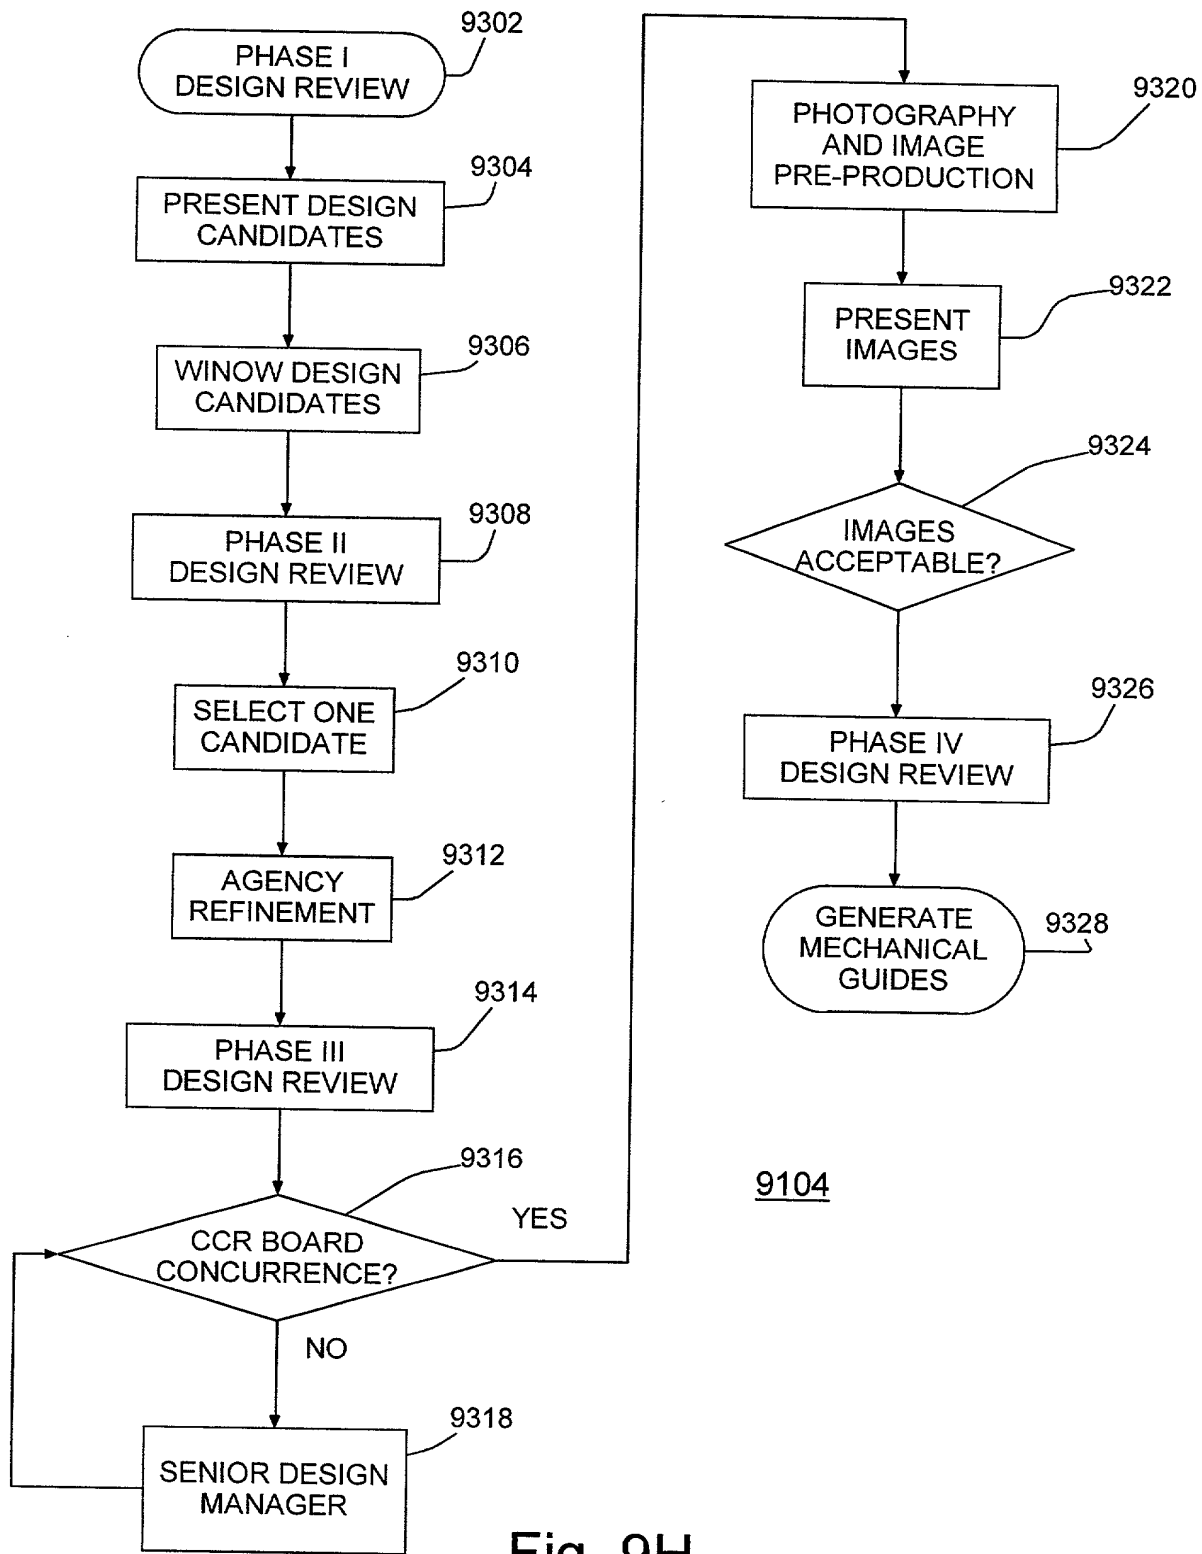 9302
PHASE I
DESIGN REVIEW
9304
PRESENT DESIGN
CANDIDATES
9306
WINOW DESIGN
CANDIDATES
9308
PHASE II
DESIGN REVIEW
9310
SELECT ONE
CANDIDATE
9312
AGENCY
REFINEMENT
9314
PHASE III
DESIGN REVIEW
9316
CCR BOARD
CONCURRENCE?
YES
NO
9318
SENIOR DESIGN
MANAGER
9320
PHOTOGRAPHY
AND IMAGE
PRE-PRODUCTION
9322
PRESENT
IMAGES
9324
IMAGES
ACCEPTABLE?
9326
PHASE IV
DESIGN REVIEW
9328
GENERATE
MECHANICAL
GUIDES
9104
Fig. 9H